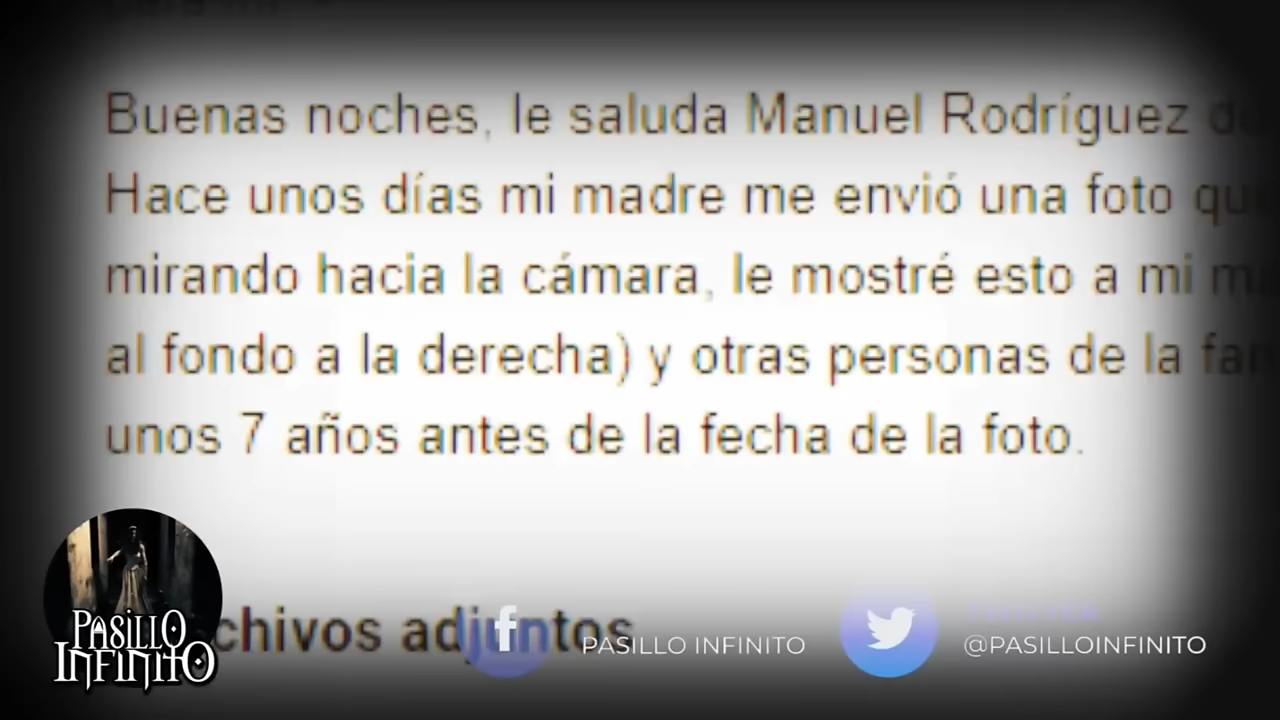 Buenas noches, le saluda Manuel Rodríguez
Hace unos días mi madre me envió una foto
mirando hacia la cámara, le mostré esto a mi
al fondo a la derecha) y otras personas de la
unos 7 años antes de la fecha de la foto.
chivos adjuntos
PASILLO INFINITO
f PASILLO INFINITO
@PASILLOINFINITO